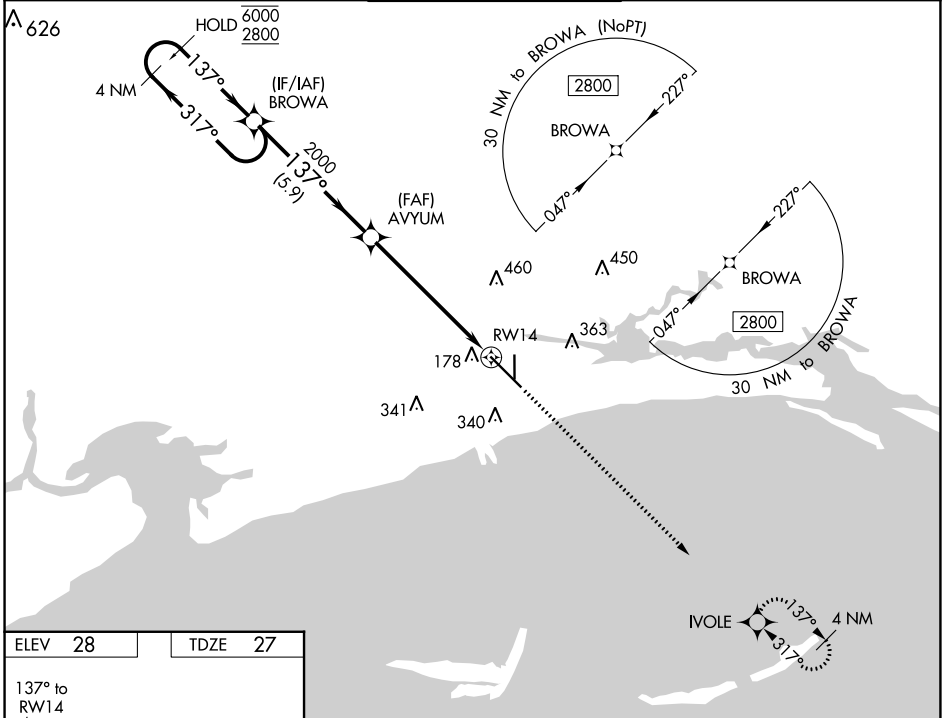 626
HOLD 6000
2800
4 NM
137°
317°
(IF/IAF)
BROWA
2000
137°
(5.9)
(FAF)
AVYUM
30 NM to BROWA (NoPT)
2800
227°
BROWA
047°
227°
BROWA
047°
2800
30 NM to BROWA
460
450
363
RW14
178
341
340
IVOLE
137°
4 NM
317°
ELEV 28
TDZE 27
137° to
RW14